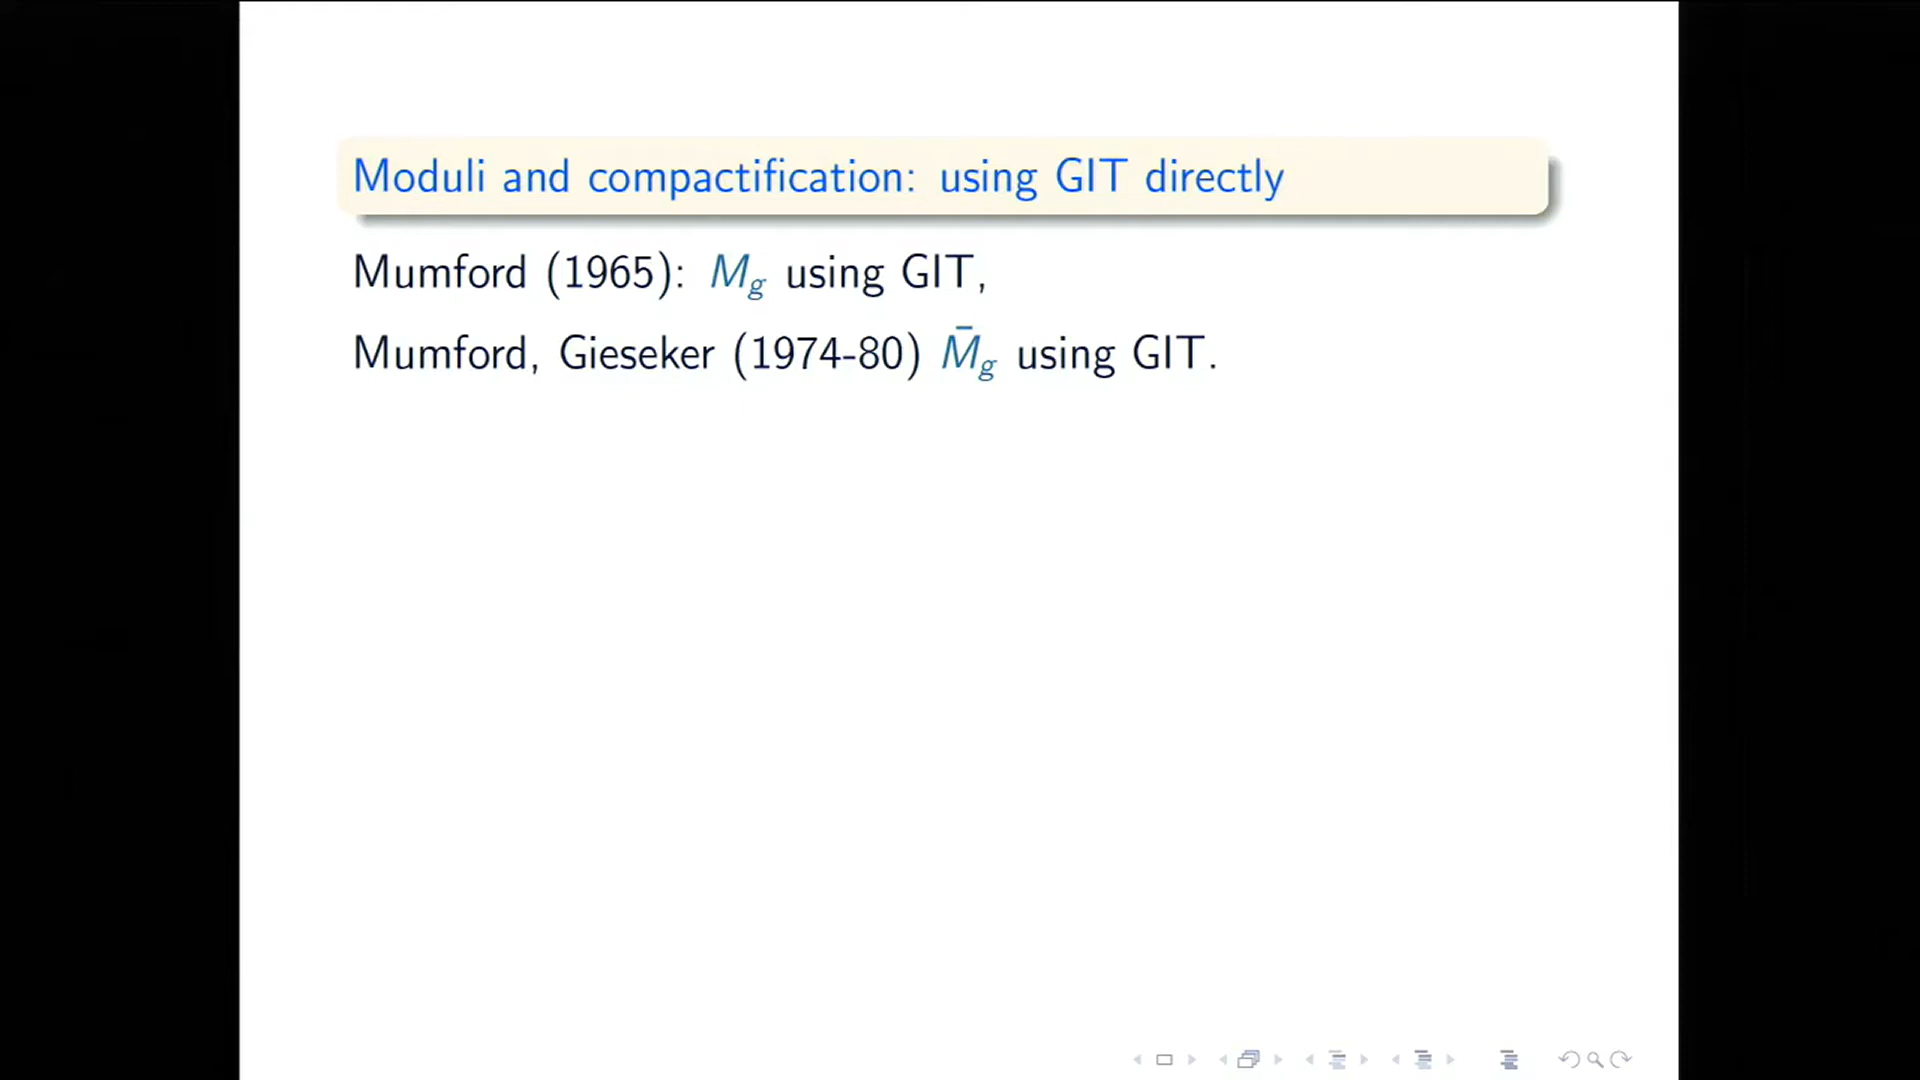 Moduli and compactification: using GIT directly
Mumford (1965): M_g using GIT,
Mumford, Gieseker (1974-80) M̄_g using GIT.